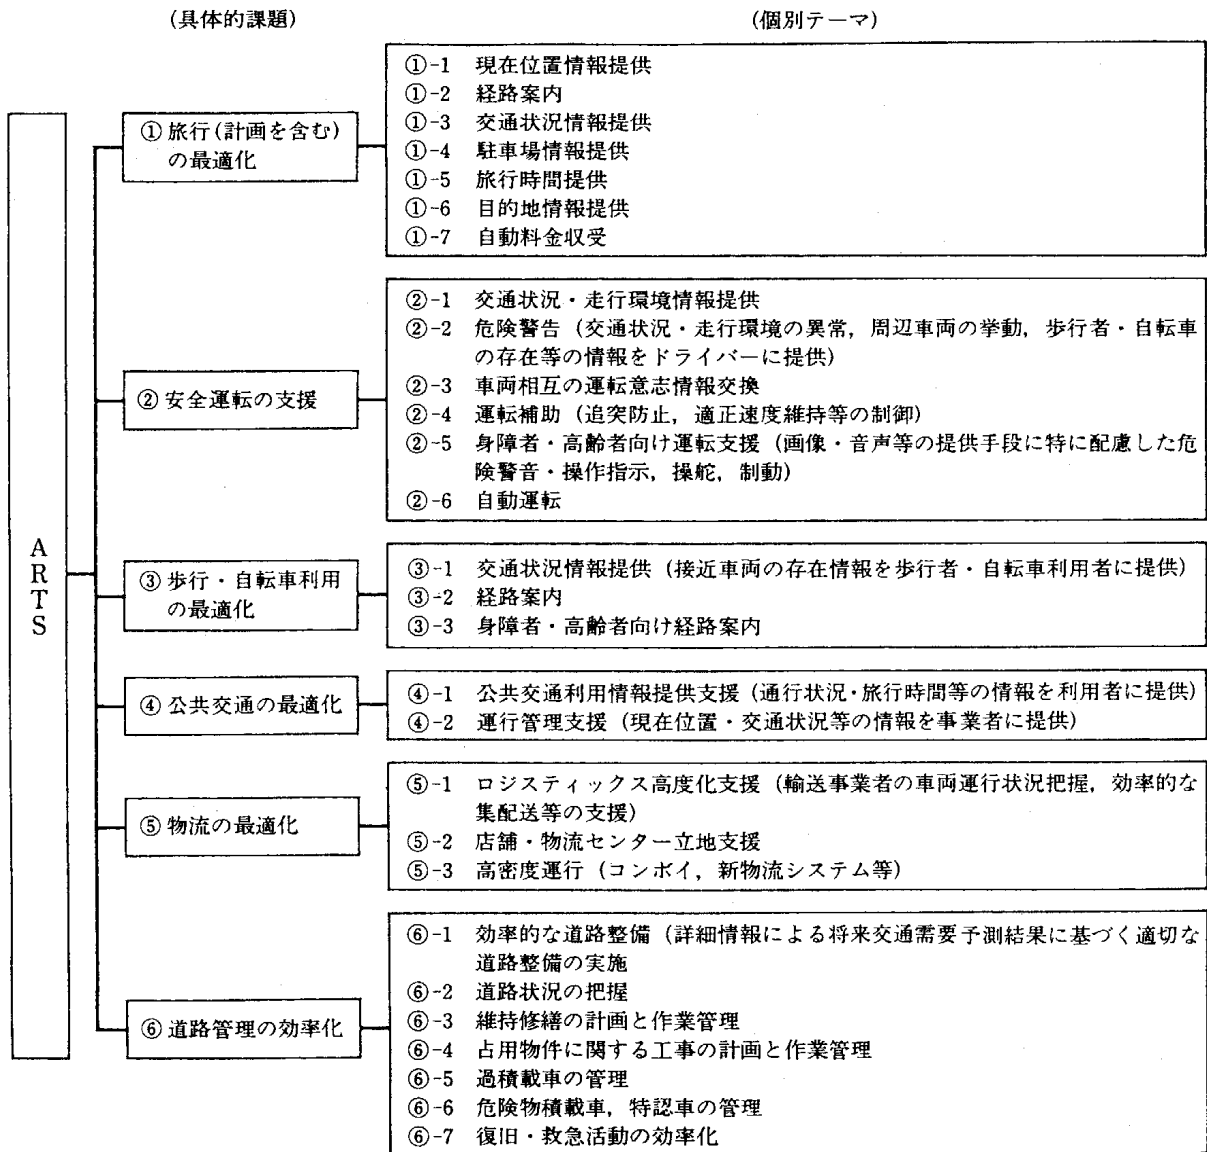 (具体的課題)
(個別テーマ)
ARTS
①旅行(計画を含む)
の最適化
①-1 現在位置情報提供
①-2 経路案内
①-3 交通状況情報提供
①-4 駐車場情報提供
①-5 旅行時間提供
①-6 目的地情報提供
①-7 自動料金収受
②安全運転の支援
②-1 交通状況・走行環境情報提供
②-2 危険警告(交通状況・走行環境の異常,周辺車両の挙動,歩行者・自転車
の存在等の情報をドライバーに提供)
②-3 車両相互の運転意志情報交換
②-4 運転補助(追突防止,適正速度維持等の制御)
②-5 身障者・高齢者向け運転支援(画像・音声等の提供手段に特に配慮した危
険警音・操作指示,操舵,制動)
②-6 自動運転
③歩行・自転車利用
の最適化
③-1 交通状況情報提供(接近車両の存在情報を歩行者・自転車利用者に提供)
③-2 経路案内
③-3 身障者・高齢者向け経路案内
④公共交通の最適化
④-1 公共交通利用情報提供支援(通行状況・旅行時間等の情報を利用者に提供)
④-2 運行管理支援(現在位置・交通状況等の情報を事業者に提供)
⑤物流の最適化
⑤-1 ロジスティックス高度化支援(輸送事業者の車両運行状況把握,効率的な
集配送等の支援)
⑤-2 店舗・物流センター立地支援
⑤-3 高密度運行(コンボイ,新物流システム等)
⑥道路管理の効率化
⑥-1 効率的な道路整備(詳細情報による将来交通需要予測結果に基づく適切な
道路整備の実施
⑥-2 道路状況の把握
⑥-3 維持修繕の計画と作業管理
⑥-4 占用物件に関する工事の計画と作業管理
⑥-5 過積載車の管理
⑥-6 危険物積載車,特認車の管理
⑥-7 復旧・救急活動の効率化